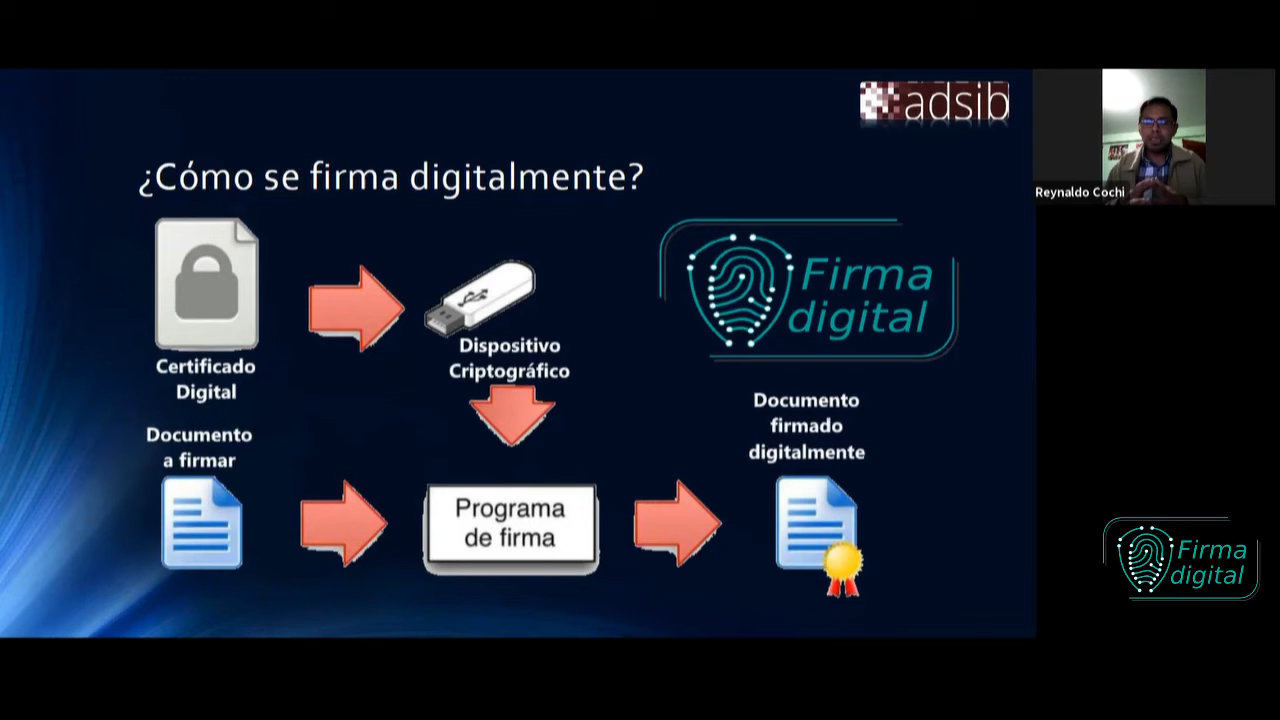 adsib
¿Cómo se firma digitalmente?
Reynaldo Cochi
Certificado
Digital
Dispositivo
Criptográfico
Firma
digital
Documento
a firmar
Programa
de firma
Documento
firmado
digitalmente
Firma
digital